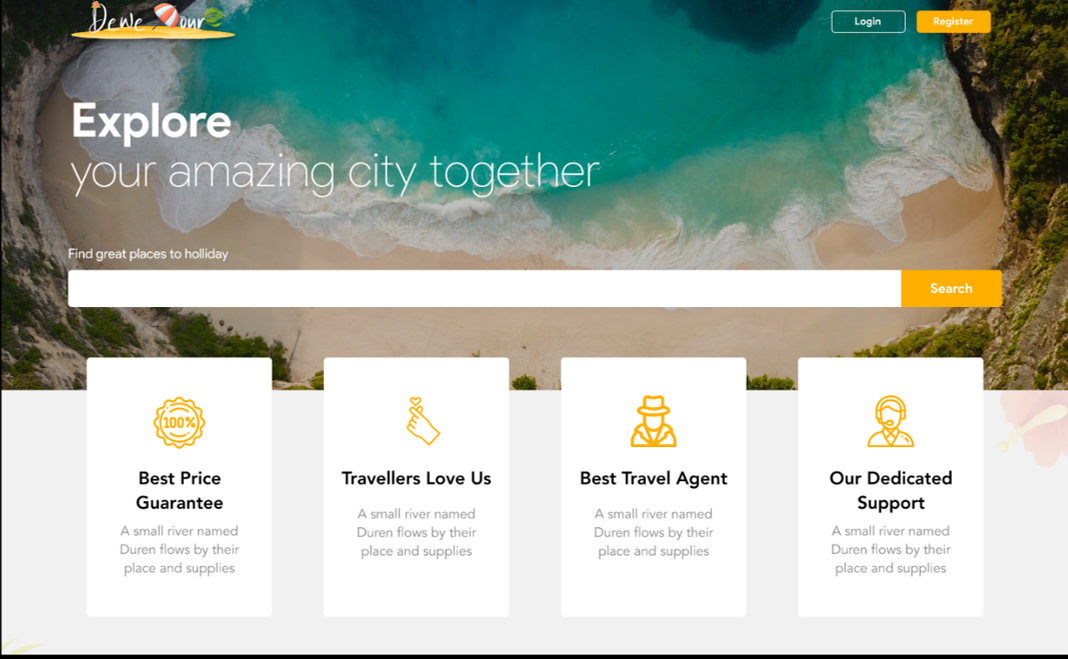 Dewe Tour
Login
Register
Explore
your amazing city together
Find great places to holliday
Search
100%
Best Price
Guarantee
A small river named
Duren flows by their
place and supplies
Travellers Love Us
A small river named
Duren flows by their
place and supplies
Best Travel Agent
A small river named
Duren flows by their
place and supplies
Our Dedicated
Support
A small river named
Duren flows by their
place and supplies